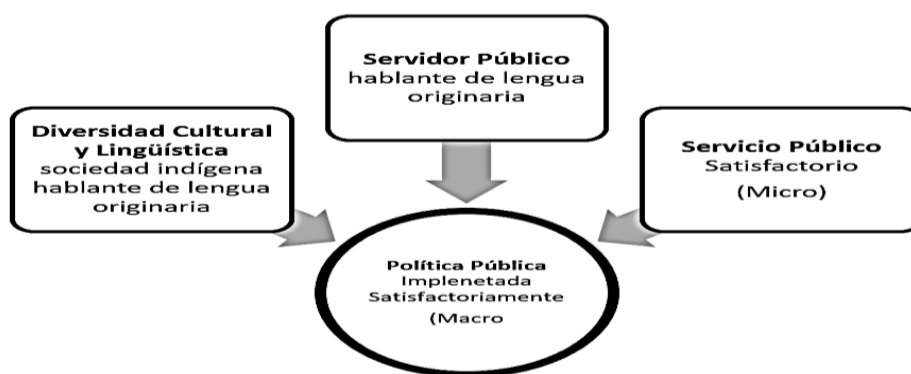 Servidor Público
hablante de lengua
originaria
Diversidad Cultural
y Lingüística
sociedad indígena
hablante de lengua
originaria
Servicio Público
Satisfactorio
(Micro)
Política Pública
Implenetada
Satisfactoriamente
(Macro